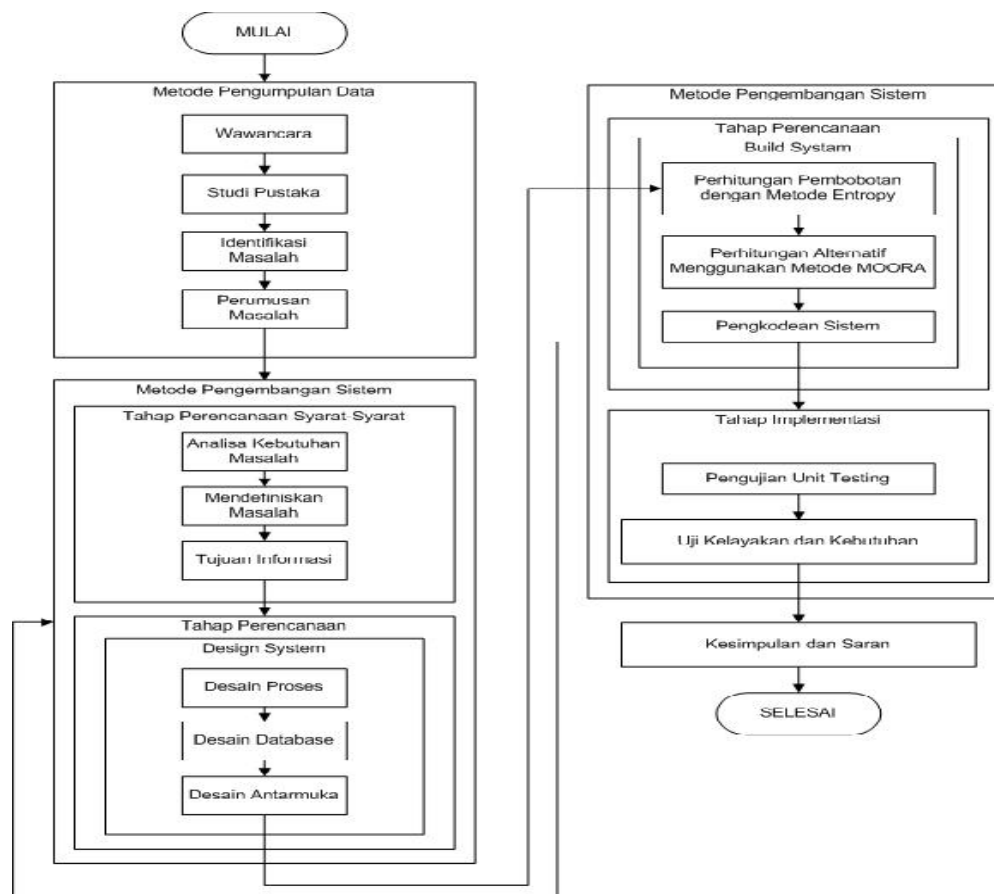 MULAI
Metode Pengumpulan Data
Wawancara
Studi Pustaka
Identifikasi
Masalah
Perumusan
Masalah
Metode Pengembangan Sistem
Tahap Perencanaan Syarat-Syarat
Analisa Kebutuhan
Masalah
Mendefiniskan
Masalah
Tujuan Informasi
Tahap Perencanaan
Design System
Desain Proses
Desain Database
Desain Antarmuka
Metode Pengembangan Sistem
Tahap Perencanaan
Build Systam
Perhitungan Pembobotan
dengan Metode Entropy
Perhitungan Alternatif
Menggunakan Metode MOORA
Pengkodean Sistem
Tahap Implementasi
Pengujian Unit Testing
Uji Kelayakan dan Kebutuhan
Kesimpulan dan Saran
SELESAI